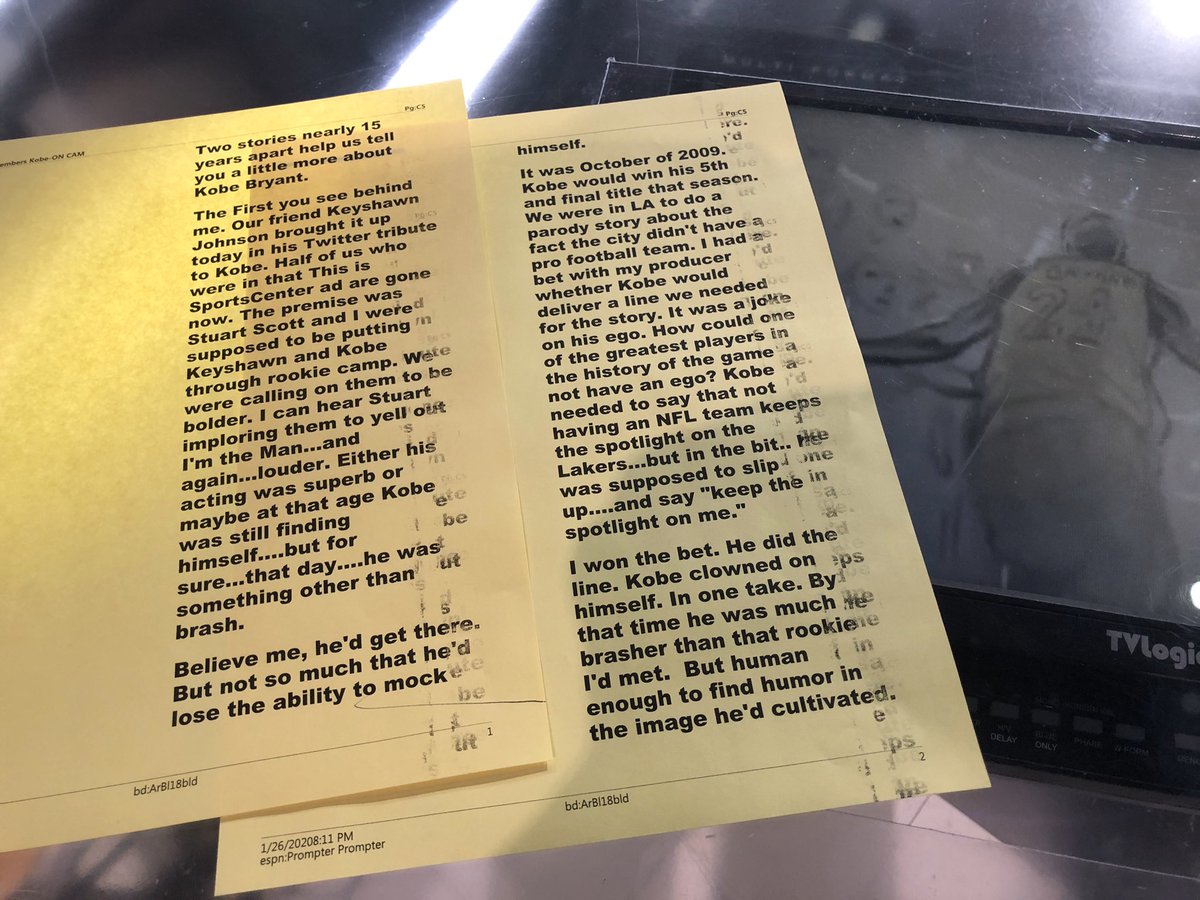 Pg:C5
embers Kobe-ON CAM
Two stories nearly 15
years apart help us tell
you a little more about
Kobe Bryant.
The First you see behind
me. Our friend Keyshawn
Johnson brought it up
today in his Twitter tribute
to Kobe. Half of us who
were in that This is
SportsCenter ad are gone
now. The premise was
Stuart Scott and I were
supposed to be putting
Keyshawn and Kobe
through rookie camp. We
were calling on them to be
bolder. I can hear Stuart
imploring them to yell out
I'm the Man...and
again...louder. Either his
acting was superb or
maybe at that age Kobe
was still finding
himself....but for
sure...that day....he was
something other than
brash.
Believe me, he'd get there.
But not so much that he'd
lose the ability to mock
1
bd:ArBl18bld
Pg:C5
himself.
It was October of 2009.
Kobe would win his 5th
and final title that season.
We were in LA to do a
parody story about the
fact the city didn't have a
pro football team. I had a
bet with my producer
whether Kobe would
deliver a line we needed
for the story. It was a joke
on his ego. How could one
of the greatest players in
the history of the game
not have an ego? Kobe
needed to say that not
having an NFL team keeps
the spotlight on the
Lakers...but in the bit.. He
was supposed to slip
up....and say "keep the
spotlight on me."
I won the bet. He did the
line. Kobe clowned on
himself. In one take. By
that time he was much
brasher than that rookie
I'd met. But human
enough to find humor in
the image he'd cultivated.
2
bd:ArBl18bld
1/26/20208:11 PM
espn:Prompter Prompter
24
TVLogic
DELAY
BLUE
ONLY
PHASE